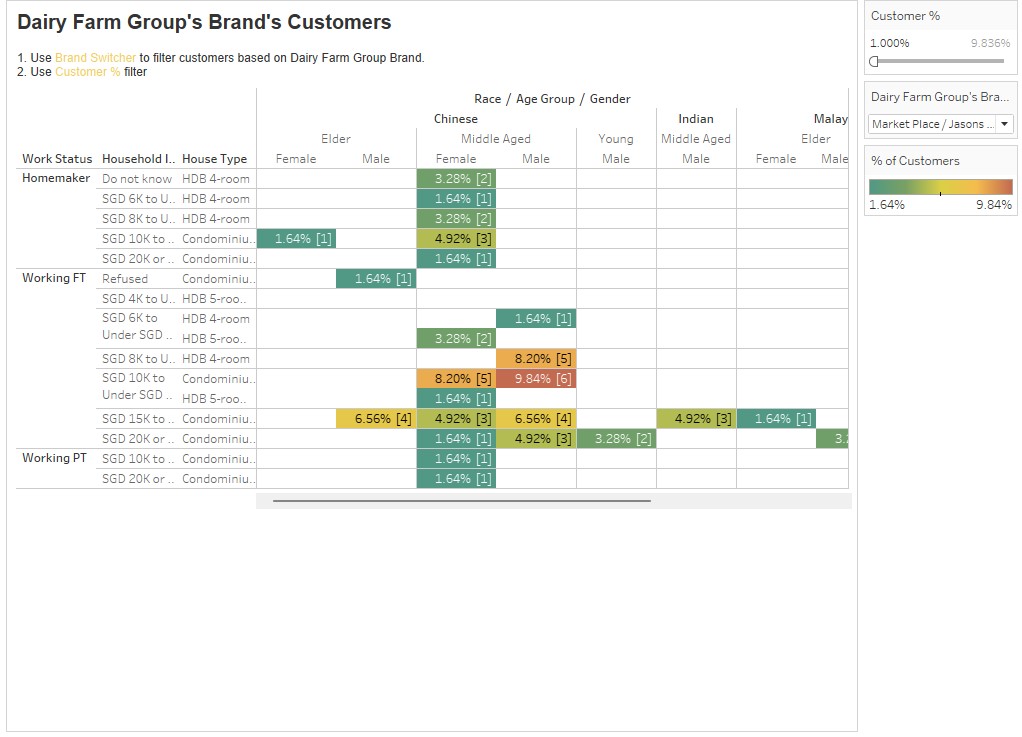 Dairy Farm Group's Brand's Customers
1. Use Brand Switcher to filter customers based on Dairy Farm Group Brand.
2. Use Customer % filter
Race / Age Group / Gender
Chinese Indian Malay
Elder Middle Aged Young Middle Aged Elder
Work Status Household I.. House Type Female Male Female Male Male Male Female Male
Homemaker Do not know HDB 4-room 3.28% [2]
SGD 6K to U.. HDB 4-room 1.64% [1]
SGD 8K to U.. HDB 4-room 3.28% [2]
SGD 10K to .. Condominiu.. 1.64% [1] 4.92% [3]
SGD 20K or .. Condominiu.. 1.64% [1]
Working FT Refused Condominiu.. 1.64% [1]
SGD 4K to U.. HDB 5-roo..
SGD 6K to HDB 4-room 1.64% [1]
Under SGD .. HDB 5-roo.. 3.28% [2]
SGD 8K to U.. HDB 4-room 8.20% [5]
SGD 10K to Condominiu.. 8.20% [5] 9.84% [6]
Under SGD .. HDB 5-roo.. 1.64% [1]
SGD 15K to .. Condominiu.. 6.56% [4] 4.92% [3] 6.56% [4] 4.92% [3] 1.64% [1]
SGD 20K or .. Condominiu.. 1.64% [1] 4.92% [3] 3.28% [2] 3.
Working PT SGD 10K to .. Condominiu.. 1.64% [1]
SGD 20K or .. Condominiu.. 1.64% [1]
Customer %
1.000% 9.836%
Dairy Farm Group's Bra...
Market Place / Jasons ...
% of Customers
1.64% 9.84%